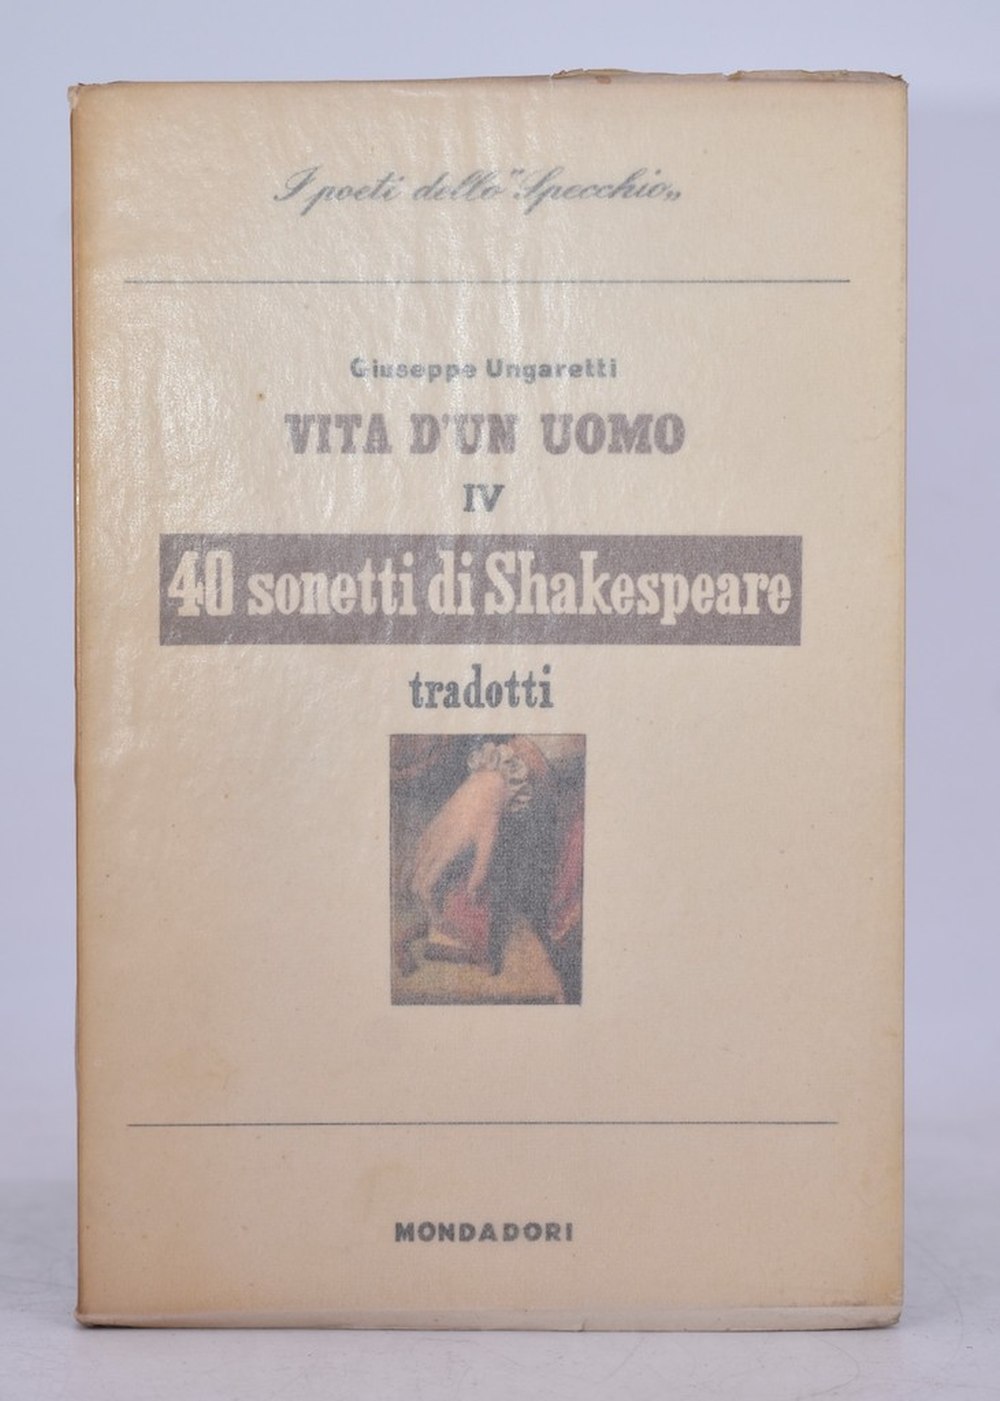 I poeti dello "Specchio„
Giuseppe Ungaretti
VITA D'UN UOMO
IV
40 sonetti di Shakespeare
tradotti
MONDADORI